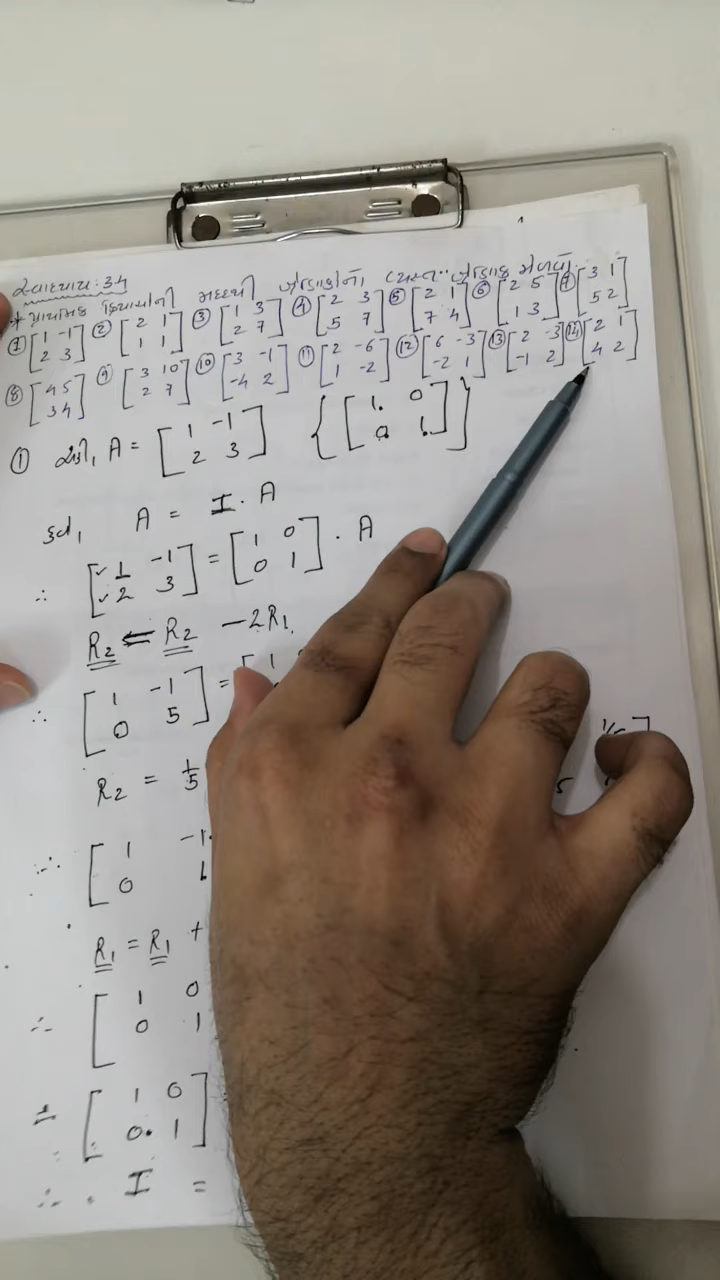 સ્વાધ્યાય: 3.4
* પ્રાથમિક ક્રિયાઓની મદદથી શ્રેણિકોના વ્યસ્ત શ્રેણિક મેળવો.
① [1 -1 ② [2 1 ③ [1 3 ④ [2 3 ⑤ [2 1 ⑥ [2 5 ⑦ [3 1
2 3] 1 1] 2 7] 5 7] 7 4] 1 3] 5 2]
⑧ [4 5 ⑨ [3 10 ⑩ [3 -1 ⑪ [2 -6 ⑫ [6 -3 ⑬ [2 -3 ⑭ [2 1
3 4] 2 7] -4 2] 1 -2] -2 1] -1 2] 4 2]
① ધારો, A = [1 -1 { [1 0
2 3] 0 1] }
હવે, A = I . A
∴ [1 -1 = [1 0 . A
2 3] 0 1]
R2 ⇐ R2 - 2R1
∴ [1 -1 = [1
0 5]
R2 = 1/5
∴ [1 -1
0 1
R1 = R1 +
∴ [1 0
0 1
= [1 0
0 1]
∴ I =